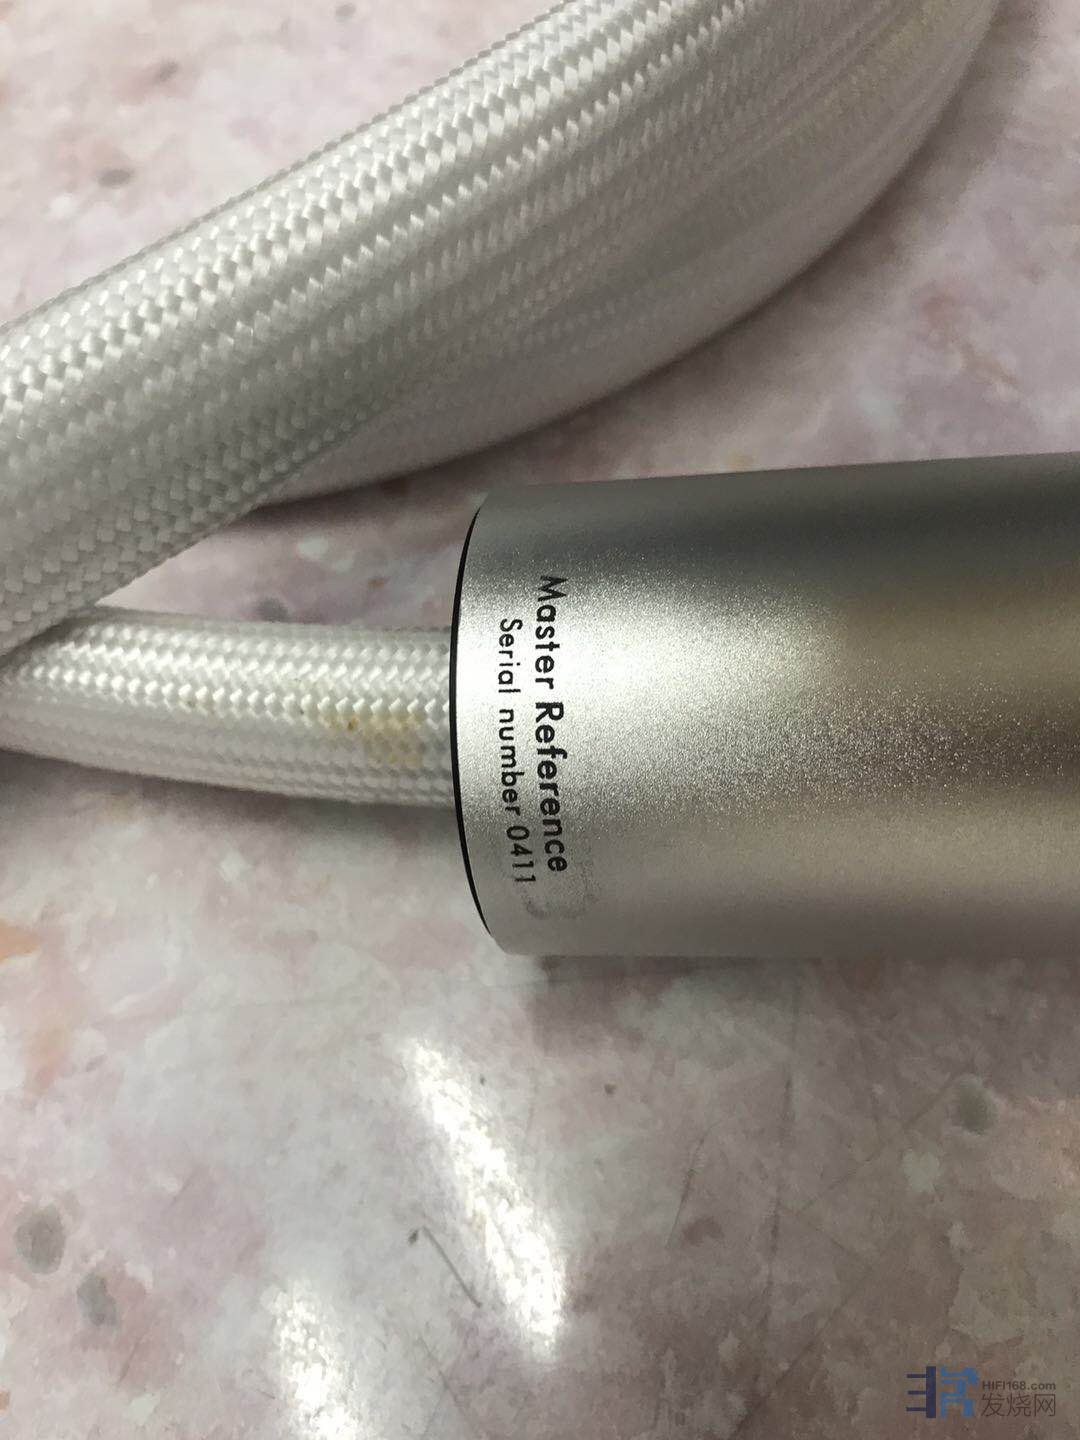 Master Reference
Serial number 0411
HIFI168.com
发烧网